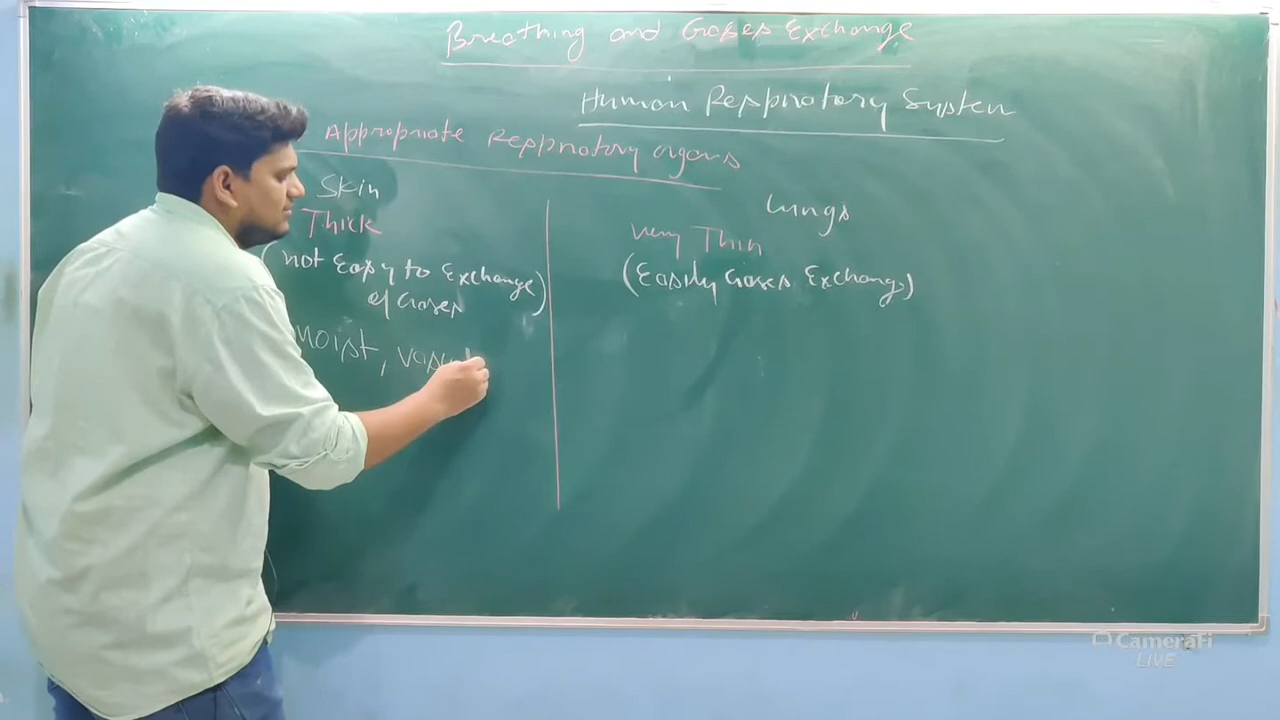 Breathing and Gases Exchange
Human Respiratory System
Appropriate Respiratory organs
Skin
Thick
(not Easy to Exchange
of Gases)
moist,
Lungs
very Thin
(Easily Gases Exchange)
CameraFi
LIVE